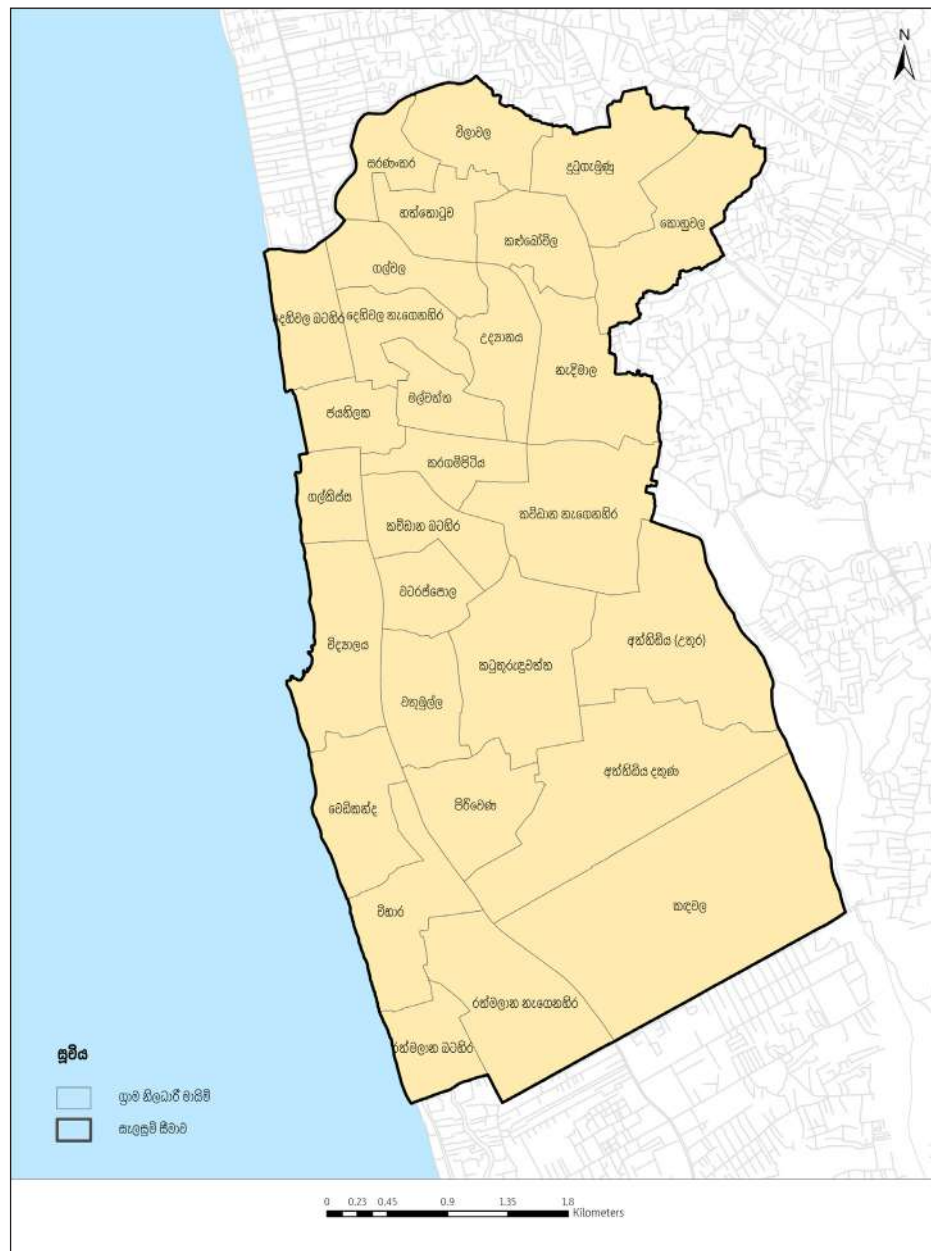 N
විලාවල
සරණංකර
දුටුගැමුණු
හත්බොටුව
කොහුවල
කළුබෝවිල
ගල්වල
දෙහිවල බටහිර
දෙහිවල නැගෙනහිර
උද්‍යානය
නැදිමාල
මල්වත්ත
ජයතිලක
කරගම්පිටිය
ගල්කිස්ස
කව්ඩාන බටහිර
කව්ඩාන නැගෙනහිර
වටරප්පොල
විද්‍යාලය
අත්තිඩිය (උතුර)
කටුකුරුඳුවත්ත
වතුමුල්ල
අත්තිඩිය දකුණ
පිරිවෙණ
වෙඩිකන්ද
කඳවල
විහාර
රත්මලාන නැගෙනහිර
රත්මලාන බටහිර
සූචිය
ග්‍රාම නිලධාරී මායිම්
සැලසුම් සීමාව
0 0.23 0.45 0.9 1.35 1.8
Kilometers